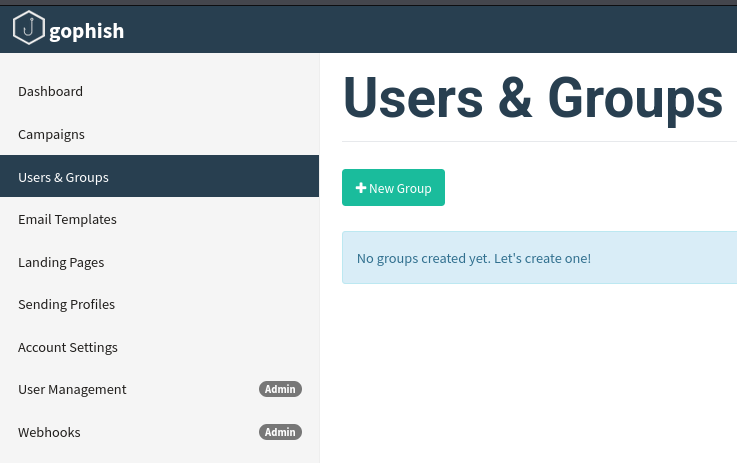 gophish
Dashboard
Campaigns
Users & Groups
Email Templates
Landing Pages
Sending Profiles
Account Settings
User Management Admin
Webhooks Admin
Users & Groups
New Group
No groups created yet. Let's create one!